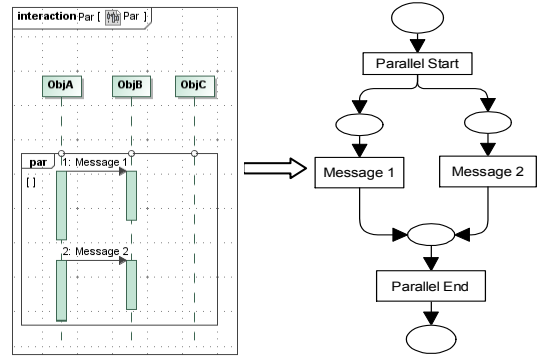 interaction Par [ Par ]
ObjA ObjB ObjC
par
[ ]
1: Message 1
2: Message 2
Parallel Start
Message 1 Message 2
Parallel End